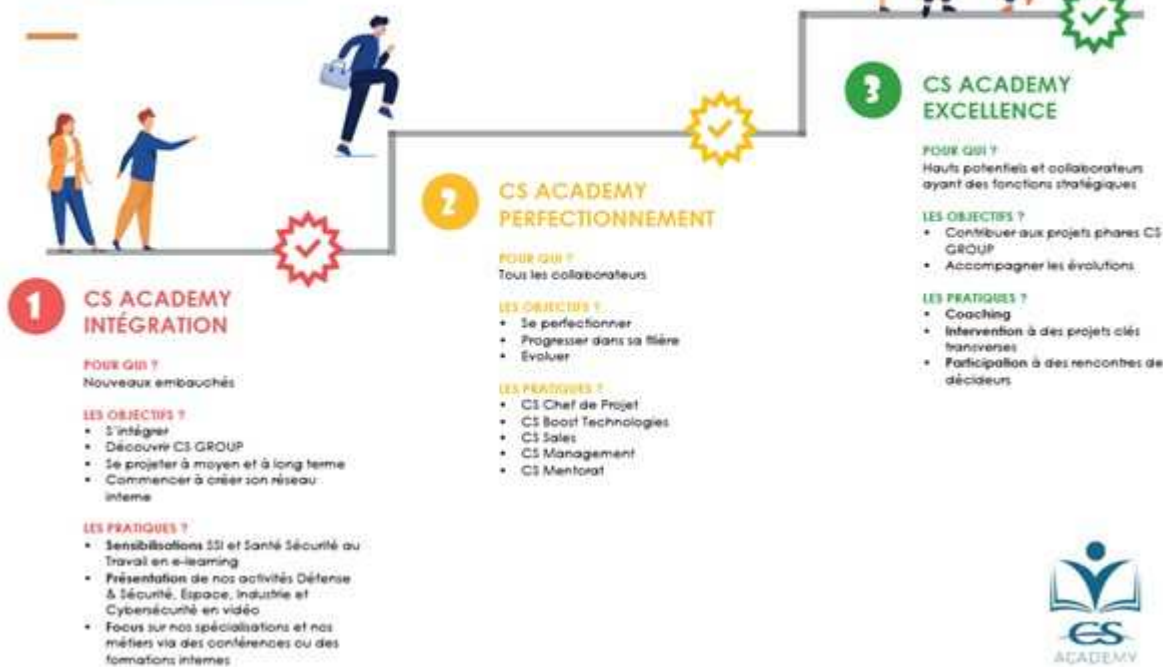 1
CS ACADEMY
INTÉGRATION
POUR QUI ?
Nouveaux embauchés
LES OBJECTIFS ?
• S'intégrer
• Découvrir CS GROUP
• Se projeter à moyen et à long terme
• Commencer à créer son réseau
interne
LES PRATIQUES ?
• Sensibilisations SSI et Santé Sécurité au
Travail en e-learning
• Présentation de nos activités Défense
& Sécurité, Espace, Industrie et
Cybersécurité en vidéo
• Focus sur nos spécialisations et nos
métiers via des conférences ou des
formations internes
2
CS ACADEMY
PERFECTIONNEMENT
POUR QUI ?
Tous les collaborateurs
LES OBJECTIFS ?
• Se perfectionner
• Progresser dans sa filière
• Evoluer
LES PRATIQUES ?
• CS Chef de Projet
• CS Boost Technologies
• CS Sales
• CS Management
• CS Mentorat
3
CS ACADEMY
EXCELLENCE
POUR QUI ?
Hauts potentiels et collaborateurs
ayant des fonctions stratégiques
LES OBJECTIFS ?
• Contribuer aux projets phares CS
GROUP
• Accompagner les évolutions
LES PRATIQUES ?
• Coaching
• Intervention à des projets clés
transverses
• Participation à des rencontres de
décideurs
CS
ACADEMY